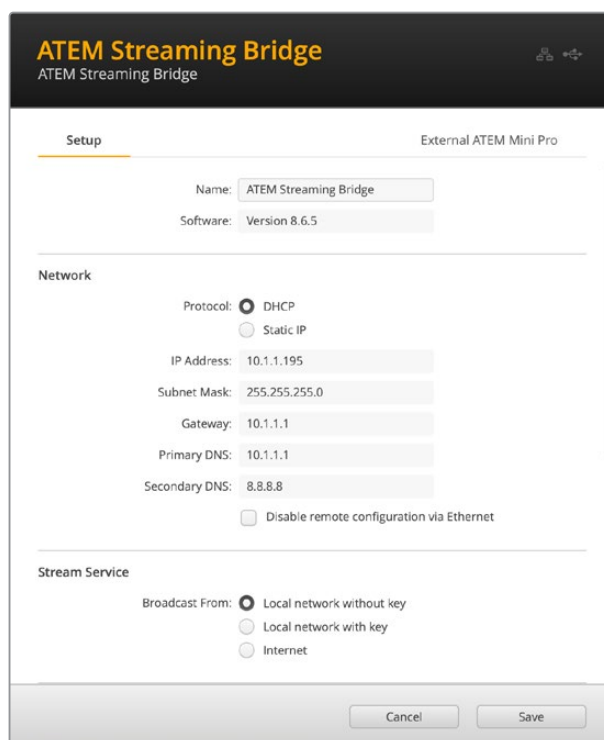 ATEM Streaming Bridge
ATEM Streaming Bridge
Setup External ATEM Mini Pro
Name: ATEM Streaming Bridge
Software: Version 8.6.5
Network
Protocol: DHCP
Static IP
IP Address: 10.1.1.195
Subnet Mask: 255.255.255.0
Gateway: 10.1.1.1
Primary DNS: 10.1.1.1
Secondary DNS: 8.8.8.8
Disable remote configuration via Ethernet
Stream Service
Broadcast From: Local network without key
Local network with key
Internet
Cancel Save